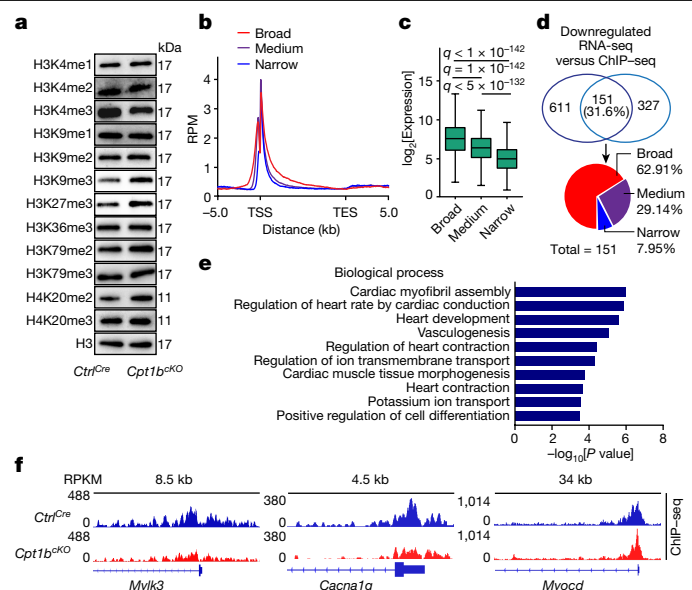 a
kDa
H3K4me1 17
H3K4me2 17
H3K4me3 17
H3K9me1 17
H3K9me2 17
H3K9me3 17
H3K27me3 17
H3K36me3 17
H3K79me2 17
H3K79me3 17
H4K20me2 11
H4K20me3 11
H3 17
Ctrl^Cre Cpt1b^cKO
b
Broad
Medium
Narrow
RPM
4
3
2
1
0
−5.0 TSS TES 5.0
Distance (kb)
c
q < 1 × 10^−142
q = 1 × 10^−142
q < 5 × 10^−132
log2[Expression]
15
10
5
0
Broad
Medium
Narrow
d
Downregulated
RNA-seq
versus ChIP–seq
611 151 327
(31.6%)
Broad
62.91%
Medium
29.14%
Narrow
7.95%
Total = 151
e
Biological process
Cardiac myofibril assembly
Regulation of heart rate by cardiac conduction
Heart development
Vasculogenesis
Regulation of heart contraction
Regulation of ion transmembrane transport
Cardiac muscle tissue morphogenesis
Heart contraction
Potassium ion transport
Positive regulation of cell differentiation
0 2 4 6 8
−log10[P value]
f
RPKM 8.5 kb 4.5 kb 34 kb
488 380 1,014
Ctrl^Cre
0 0 0
488 380 1,014
Cpt1b^cKO
0 0 0
ChIP–seq
Mylk3 Cacna1g Myocd